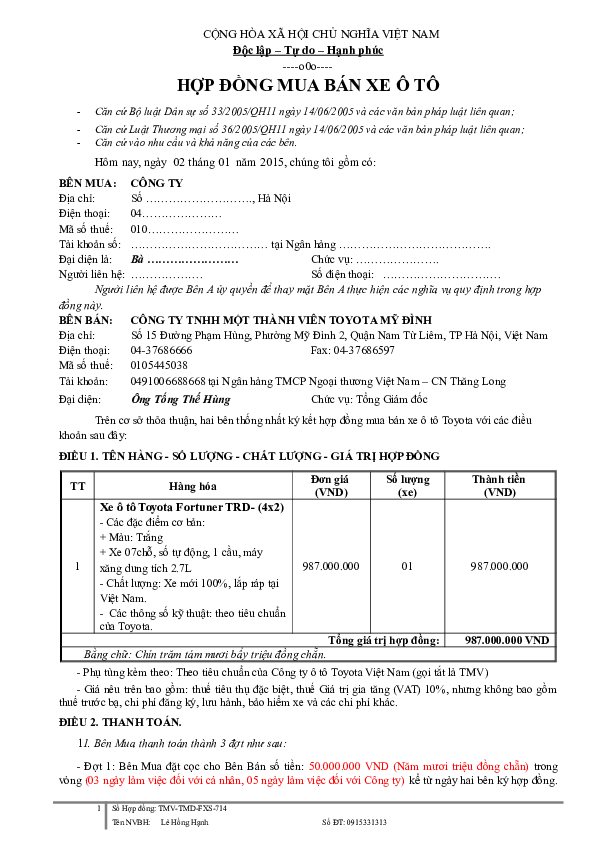 CỘNG HÒA XÃ HỘI CHỦ NGHĨA VIỆT NAM
Độc lập – Tự do – Hạnh phúc
----o0o----
HỢP ĐỒNG MUA BÁN XE Ô TÔ
- Căn cứ Bộ luật Dân sự số 33/2005/QH11 ngày 14/06/2005 và các văn bản pháp luật liên quan;
- Căn cứ Luật Thương mại số 36/2005/QH11 ngày 14/06/2005 và các văn bản pháp luật liên quan;
- Căn cứ vào nhu cầu và khả năng của các bên.
Hôm nay, ngày 02 tháng 01 năm 2015, chúng tôi gồm có:
BÊN MUA: CÔNG TY
Địa chỉ: Số ………………………., Hà Nội
Điện thoại: 04…………………
Mã số thuế: 010……………………
Tài khoản số: ……………………………… tại Ngân hàng ………………………………….
Đại diện là: Bà …………………… Chức vụ: ………………….
Người liên hệ: ……………… Số điện thoại: …………………………
Người liên hệ được Bên A ủy quyền để thay mặt Bên A thực hiện các nghĩa vụ quy định trong hợp
đồng này.
BÊN BÁN: CÔNG TY TNHH MỘT THÀNH VIÊN TOYOTA MỸ ĐÌNH
Địa chỉ: Số 15 Đường Phạm Hùng, Phường Mỹ Đình 2, Quận Nam Từ Liêm, TP Hà Nội, Việt Nam
Điện thoại: 04-37686666 Fax: 04-37686597
Mã số thuế: 0105445038
Tài khoản: 0491006688668 tại Ngân hàng TMCP Ngoại thương Việt Nam – CN Thăng Long
Đại diện: Ông Tống Thế Hùng Chức vụ: Tổng Giám đốc
Trên cơ sở thỏa thuận, hai bên thống nhất ký kết hợp đồng mua bán xe ô tô Toyota với các điều
khoản sau đây:
ĐIỀU 1. TÊN HÀNG - SỐ LƯỢNG - CHẤT LƯỢNG - GIÁ TRỊ HỢP ĐỒNG
TT Hàng hóa Đơn giá (VND) Số lượng (xe) Thành tiền (VND)
Xe ô tô Toyota Fortuner TRD- (4x2)
- Các đặc điểm cơ bản:
+ Màu: Trắng
+ Xe 07chỗ, số tự động, 1 cầu, máy
1 xăng dung tích 2.7L 987.000.000 01 987.000.000
- Chất lượng: Xe mới 100%, lắp ráp tại
Việt Nam.
- Các thông số kỹ thuật: theo tiêu chuẩn
của Toyota.
Tổng giá trị hợp đồng: 987.000.000 VND
Bằng chữ: Chín trăm tám mươi bẩy triệu đồng chẵn.
- Phụ tùng kèm theo: Theo tiêu chuẩn của Công ty ô tô Toyota Việt Nam (gọi tắt là TMV)
- Giá nêu trên bao gồm: thuế tiêu thụ đặc biệt, thuế Giá trị gia tăng (VAT) 10%, nhưng không bao gồm
thuế trước bạ, chi phí đăng ký, lưu hành, bảo hiểm xe và các chi phí khác.
ĐIỀU 2. THANH TOÁN.
1I. Bên Mua thanh toán thành 3 đợt như sau:
- Đợt 1: Bên Mua đặt cọc cho Bên Bán số tiền: 50.000.000 VND (Năm mươi triệu đồng chẵn) trong
vòng (03 ngày làm việc đối với cá nhân, 05 ngày làm việc đối với Công ty) kể từ ngày hai bên ký hợp đồng.
1 Số Hợp đồng: TMV-TMD-FXS-714
Tên NVBH: Lê Hồng Hạnh Số ĐT: 0915331313